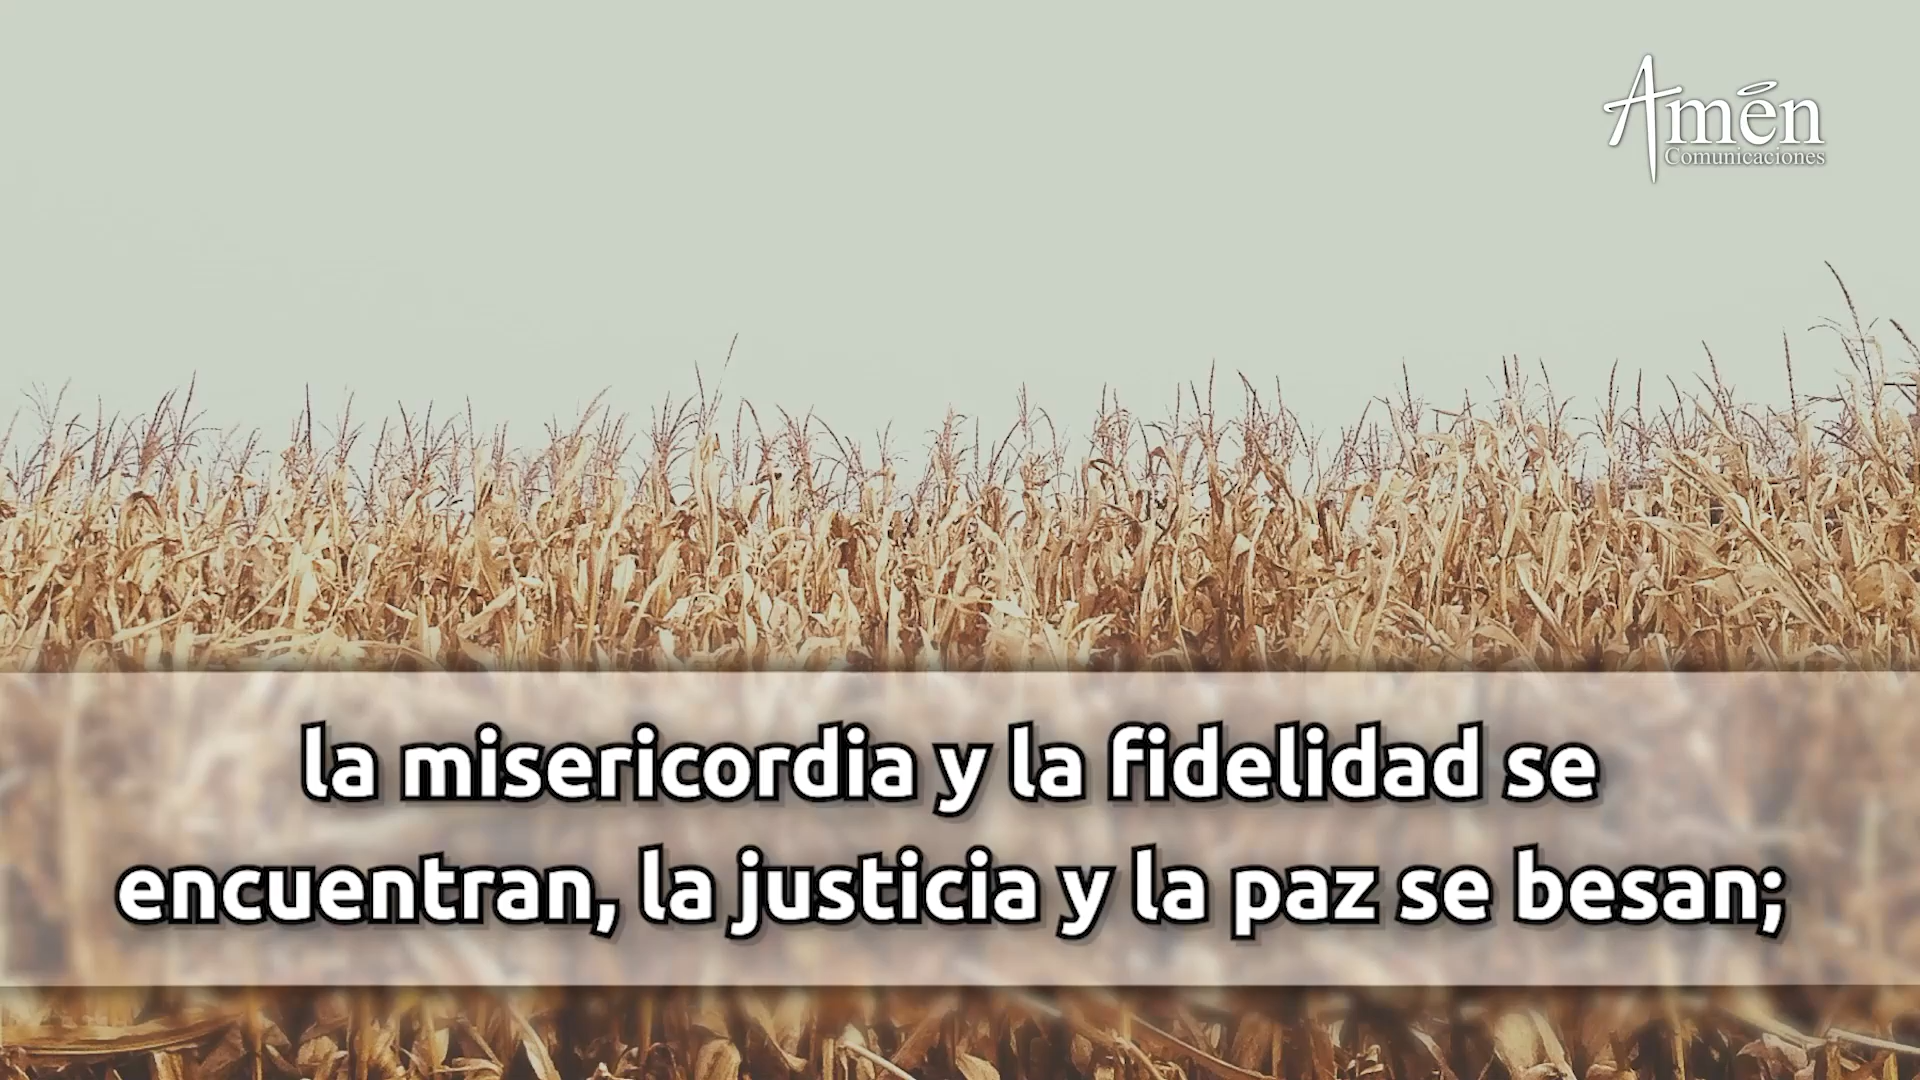 Amén
Comunicaciones
la misericordia y la fidelidad se
encuentran, la justicia y la paz se besan;